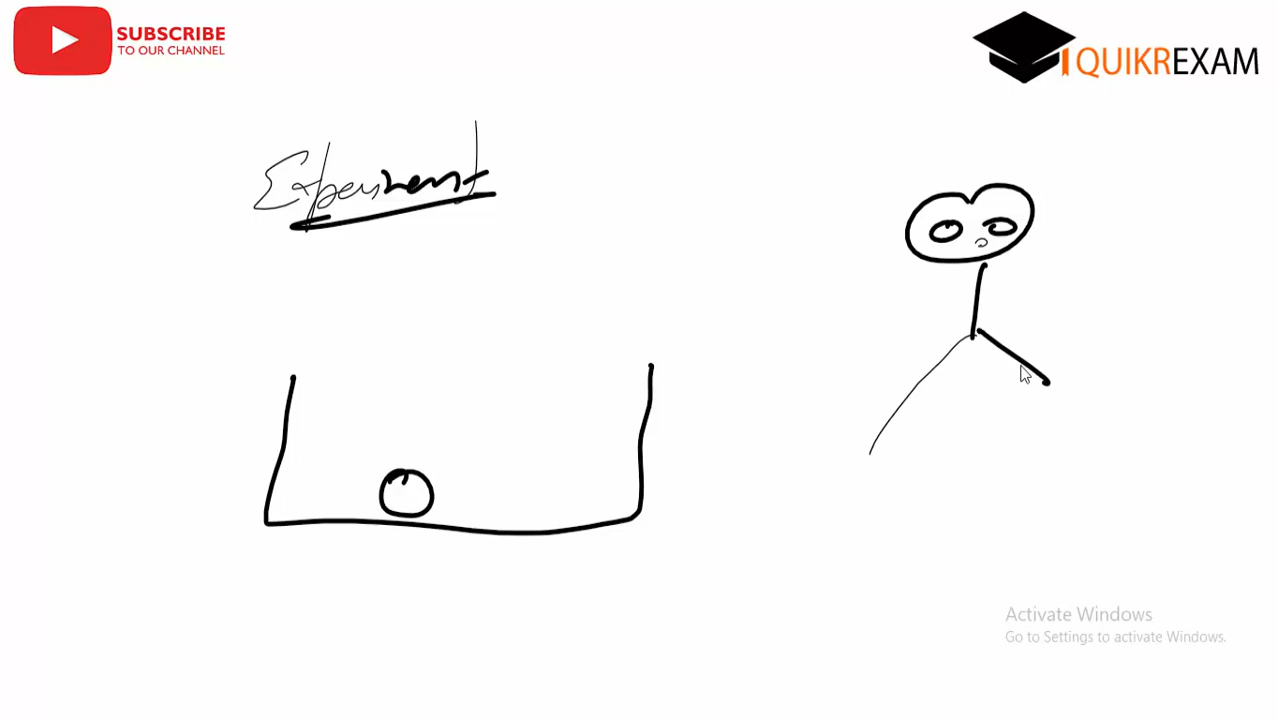 SUBSCRIBE
TO OUR CHANNEL
QUIKREXAM
Experiment
Activate Windows
Go to Settings to activate Windows.